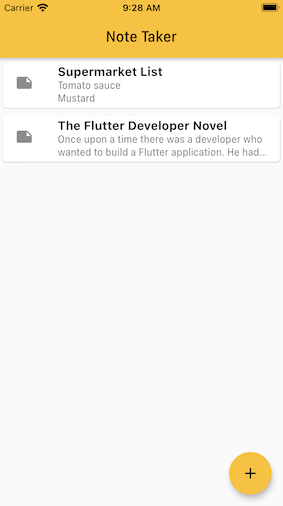 Carrier 9:28 AM
Note Taker
Supermarket List
Tomato sauce
Mustard
The Flutter Developer Novel
Once upon a time there was a developer who
wanted to build a Flutter application. He had...